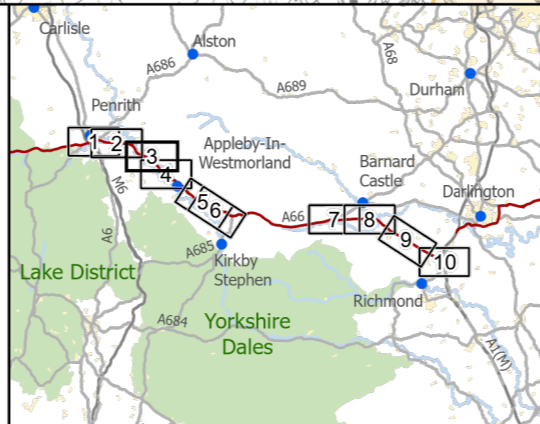 Carlisle
Alston
A686
A689
A68
Durham
Penrith
1
2
3
4
Appleby-In-
Westmorland
5
6
M6
A6
A66
Barnard
Castle
Darlington
7
8
9
10
A685
Kirkby
Stephen
Lake District
Richmond
A684
Yorkshire
Dales
A1(M)